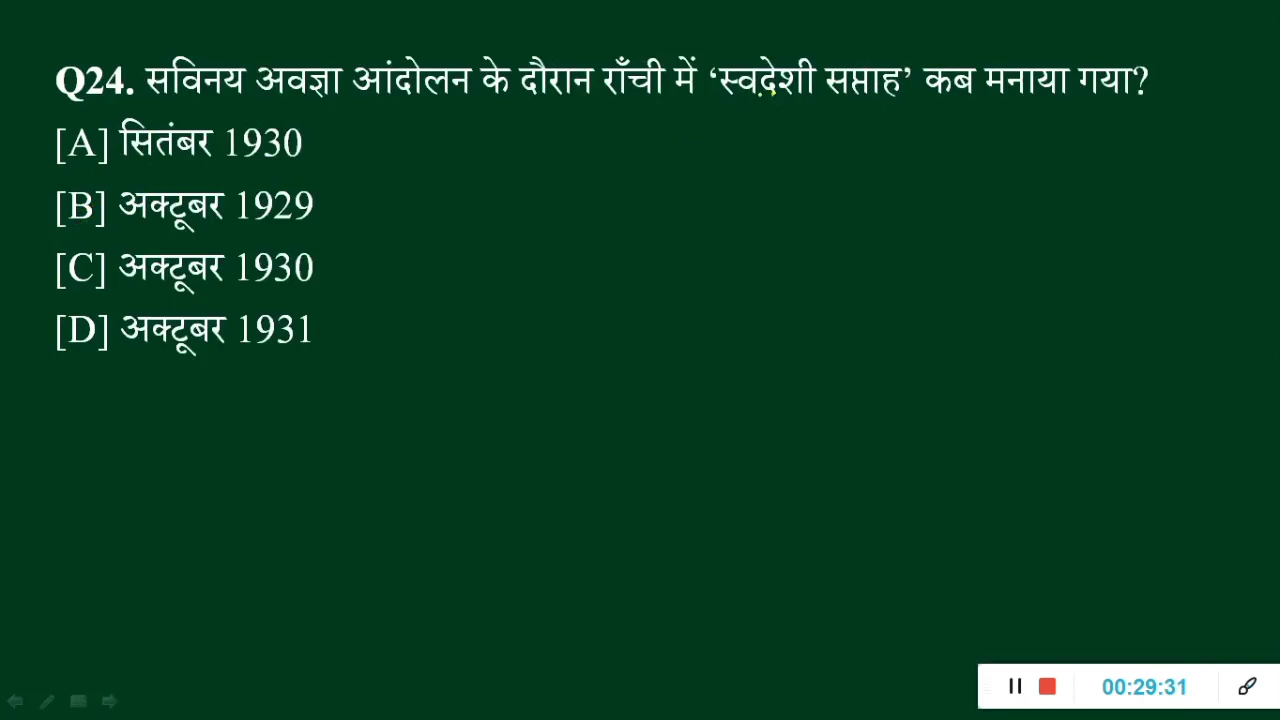 Q24. सविनय अवज्ञा आंदोलन के दौरान राँची में ‘स्वदेशी सप्ताह’ कब मनाया गया?
[A] सितंबर 1930
[B] अक्टूबर 1929
[C] अक्टूबर 1930
[D] अक्टूबर 1931
00:29:31